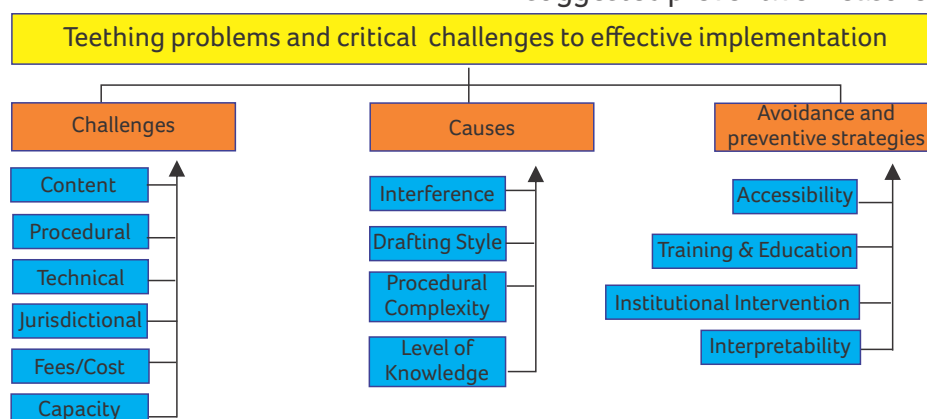 Teething problems and critical challenges to effective implementation
Challenges
Content
Procedural
Technical
Jurisdictional
Fees/Cost
Capacity
Causes
Interference
Drafting Style
Procedural
Complexity
Level of
Knowledge
Avoidance and
preventive strategies
Accessibility
Training & Education
Institutional Intervention
Interpretability